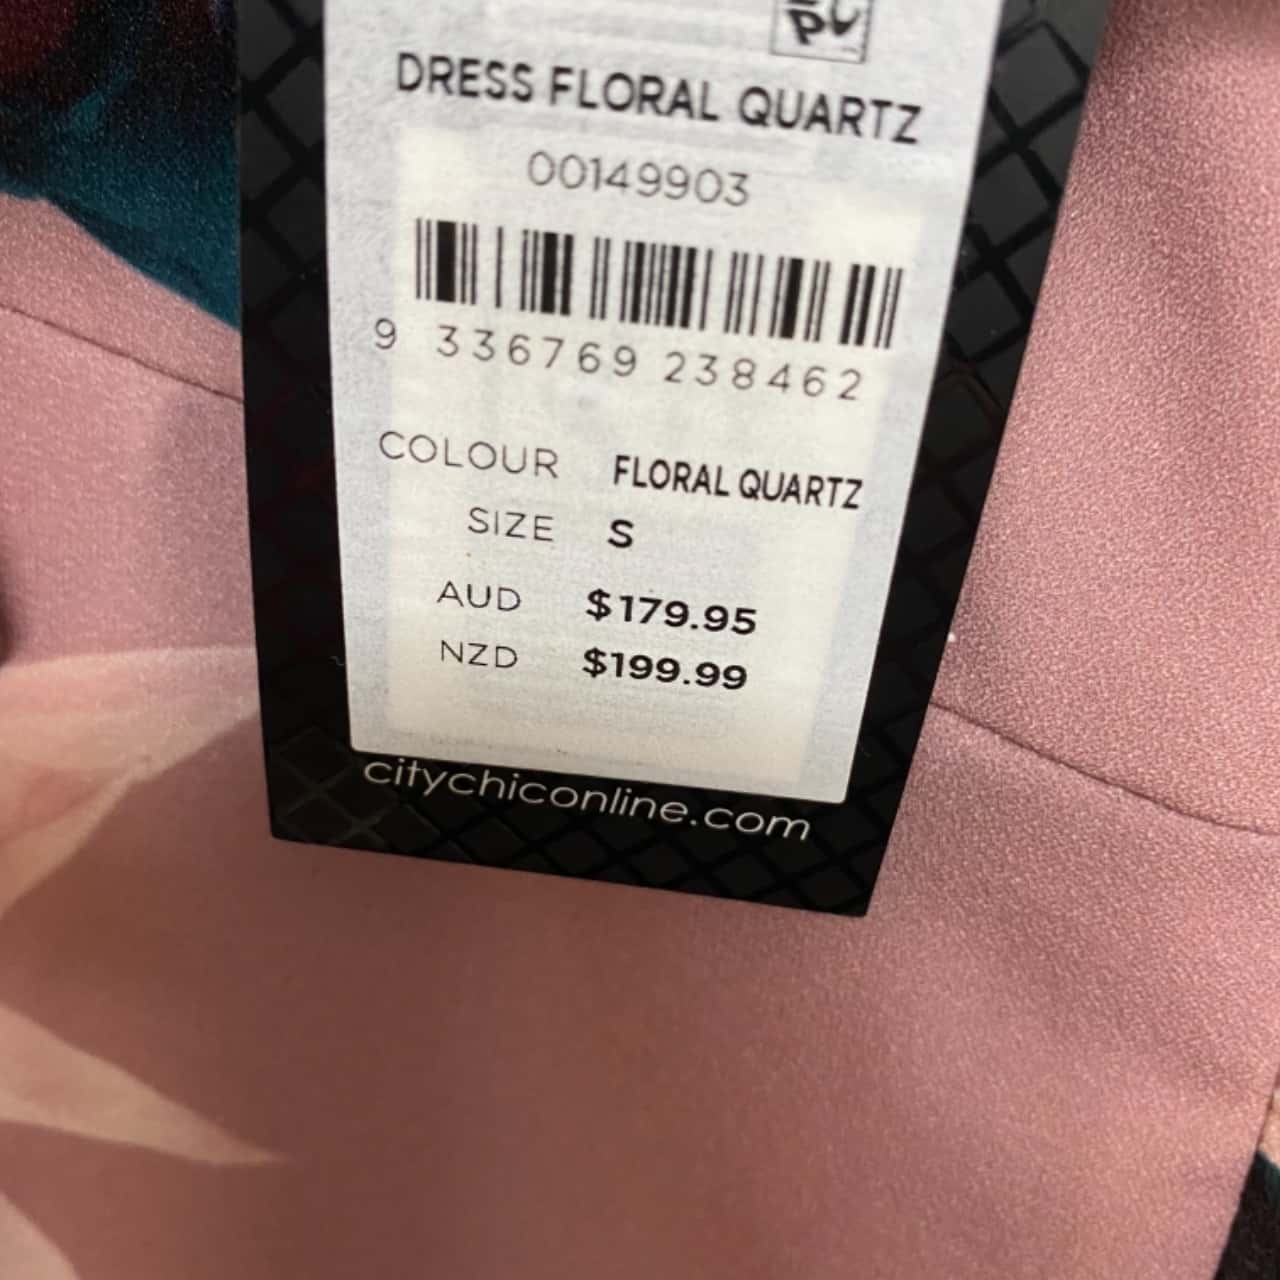 DRESS FLORAL QUARTZ
00149903
9 336769 238462
COLOUR FLORAL QUARTZ
SIZE S
AUD $179.95
NZD $199.99
citychiconline.com